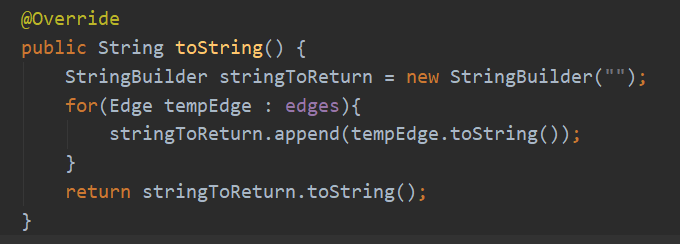 @Override
public String toString() {
    StringBuilder stringToReturn = new StringBuilder("");
    for(Edge tempEdge : edges){
        stringToReturn.append(tempEdge.toString());
    }
    return stringToReturn.toString();
}